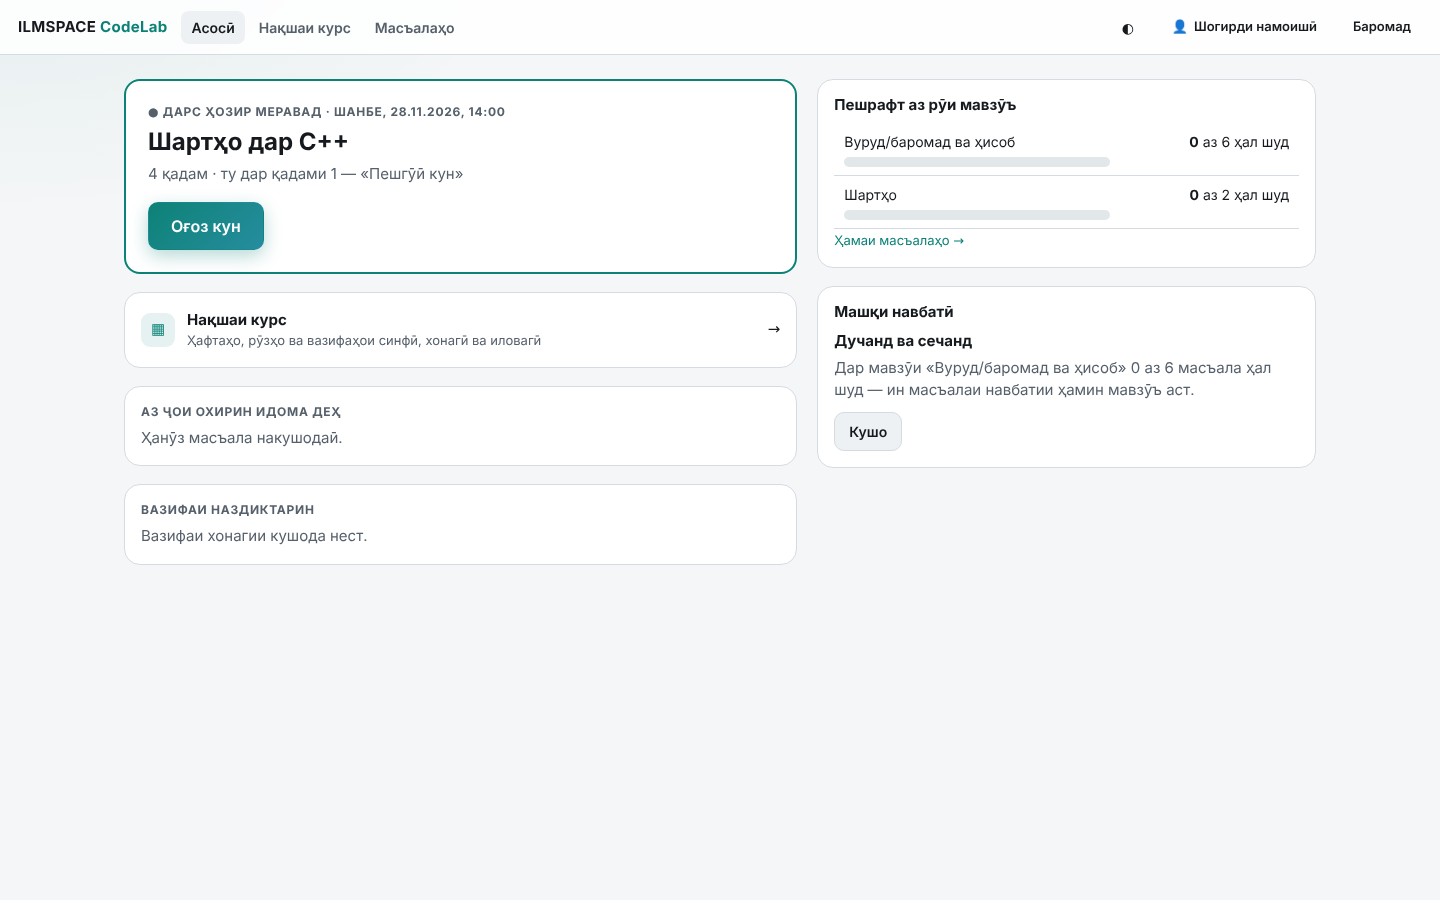 ILMSPACE CodeLab
Асосӣ
Нақшаи курс
Масъалаҳо
Шогирди намоишӣ
Баромад
ДАРС ҲОЗИР МЕРАВАД · ШАНБЕ, 28.11.2026, 14:00
Шартҳо дар C++
4 қадам · ту дар қадами 1 — «Пешгӯӣ кун»
Оғоз кун
Нақшаи курс
Ҳафтаҳо, рӯзҳо ва вазифаҳои синфӣ, хонагӣ ва иловагӣ
→
АЗ ҶОИ ОХИРИН ИДОМА ДЕҲ
Ҳанӯз масъала накушодаӣ.
ВАЗИФАИ НАЗДИКТАРИН
Вазифаи хонагии кушода нест.
Пешрафт аз рӯи мавзӯъ
Вуруд/баромад ва ҳисоб
0 аз 6 ҳал шуд
Шартҳо
0 аз 2 ҳал шуд
Ҳамаи масъалаҳо →
Машқи навбатӣ
Дучанд ва сечанд
Дар мавзӯи «Вуруд/баромад ва ҳисоб» 0 аз 6 масъала ҳал
шуд — ин масъалаи навбатии ҳамин мавзӯъ аст.
Кушо